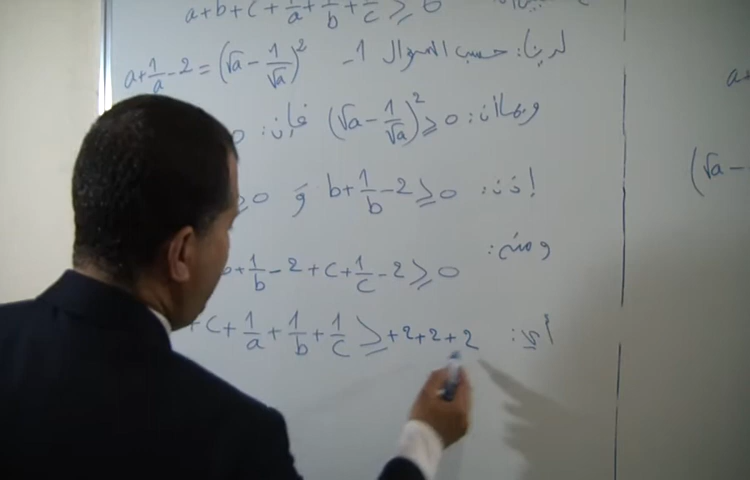 a+b+c+1/a+1/b+1/c ≥ 6
لدينا: حسب السؤال 1- a+1/a-2=(√a-1/√a)²
وبما أن: (√a-1/√a)²≥0 فإن: 0
إذن: b+1/b-2≥0 و ≥0
ومنه: b+1/b-2+c+1/c-2≥0
أي: +c+1/a+1/b+1/c≥+2+2+2
a+
(√a-